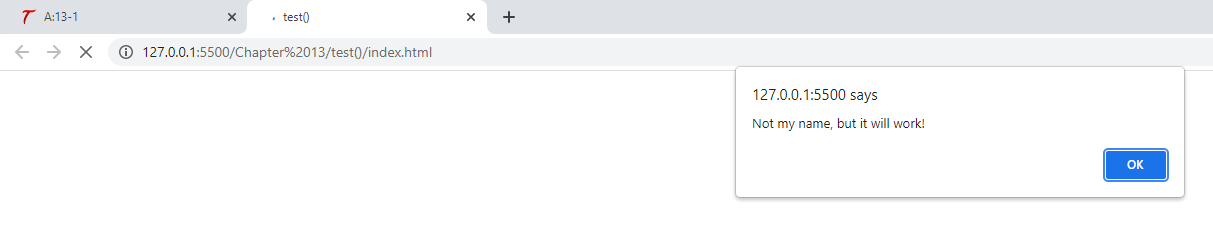 A:13-1
test()
127.0.0.1:5500/Chapter%2013/test()/index.html
127.0.0.1:5500 says
Not my name, but it will work!
OK